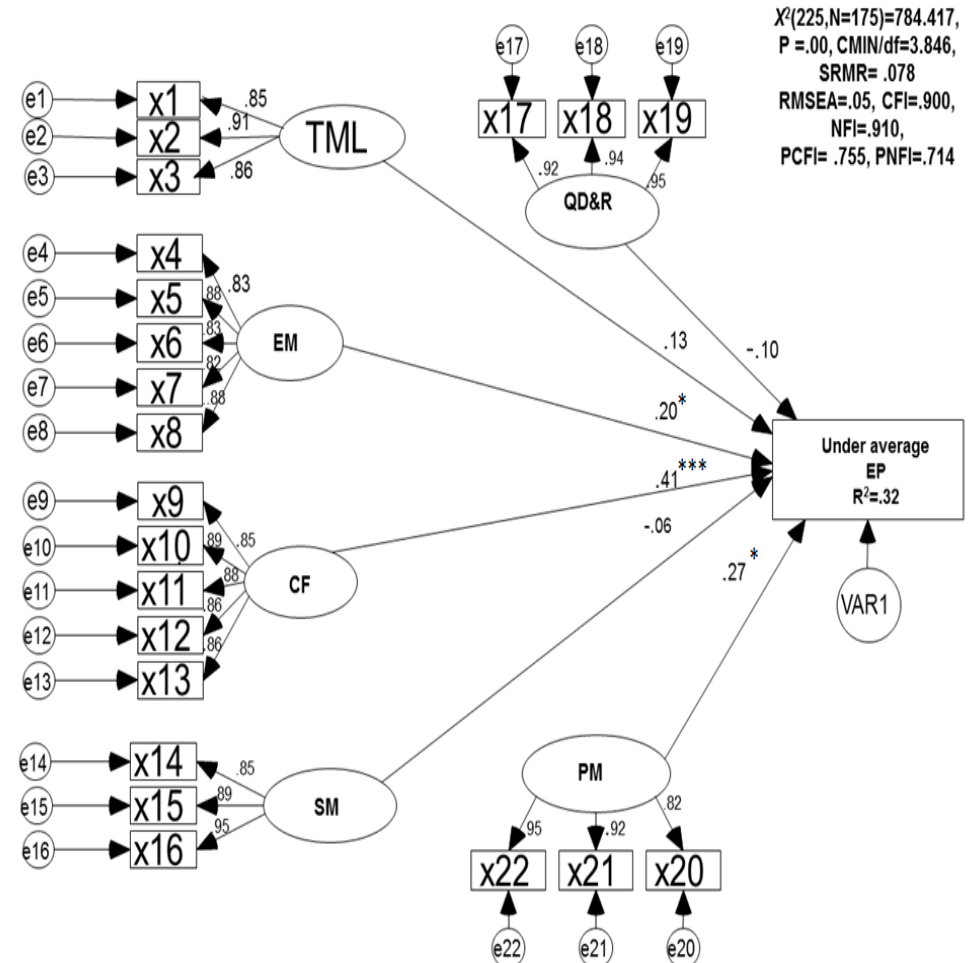 X²(225,N=175)=784.417,
P =.00, CMIN/df=3.846,
SRMR= .078
RMSEA=.05, CFI=.900,
NFI=.910,
PCFI= .755, PNFI=.714
e17
e18
e19
x17
x18
x19
.92
.94
.95
QD&R
e1
x1
.85
e2
x2
.91
e3
x3
.86
TML
e4
x4
.83
e5
x5
.88
e6
x6
.83
e7
x7
.82
e8
x8
.88
EM
.13
-.10
.20*
.41***
-.06
.27*
Under average
EP
R²=.32
VAR1
e9
x9
.85
e10
x10
.89
e11
x11
.88
e12
x12
.86
e13
x13
.86
CF
e14
x14
.85
e15
x15
.89
e16
x16
.95
SM
PM
.95
.92
.82
x22
x21
x20
e22
e21
e20